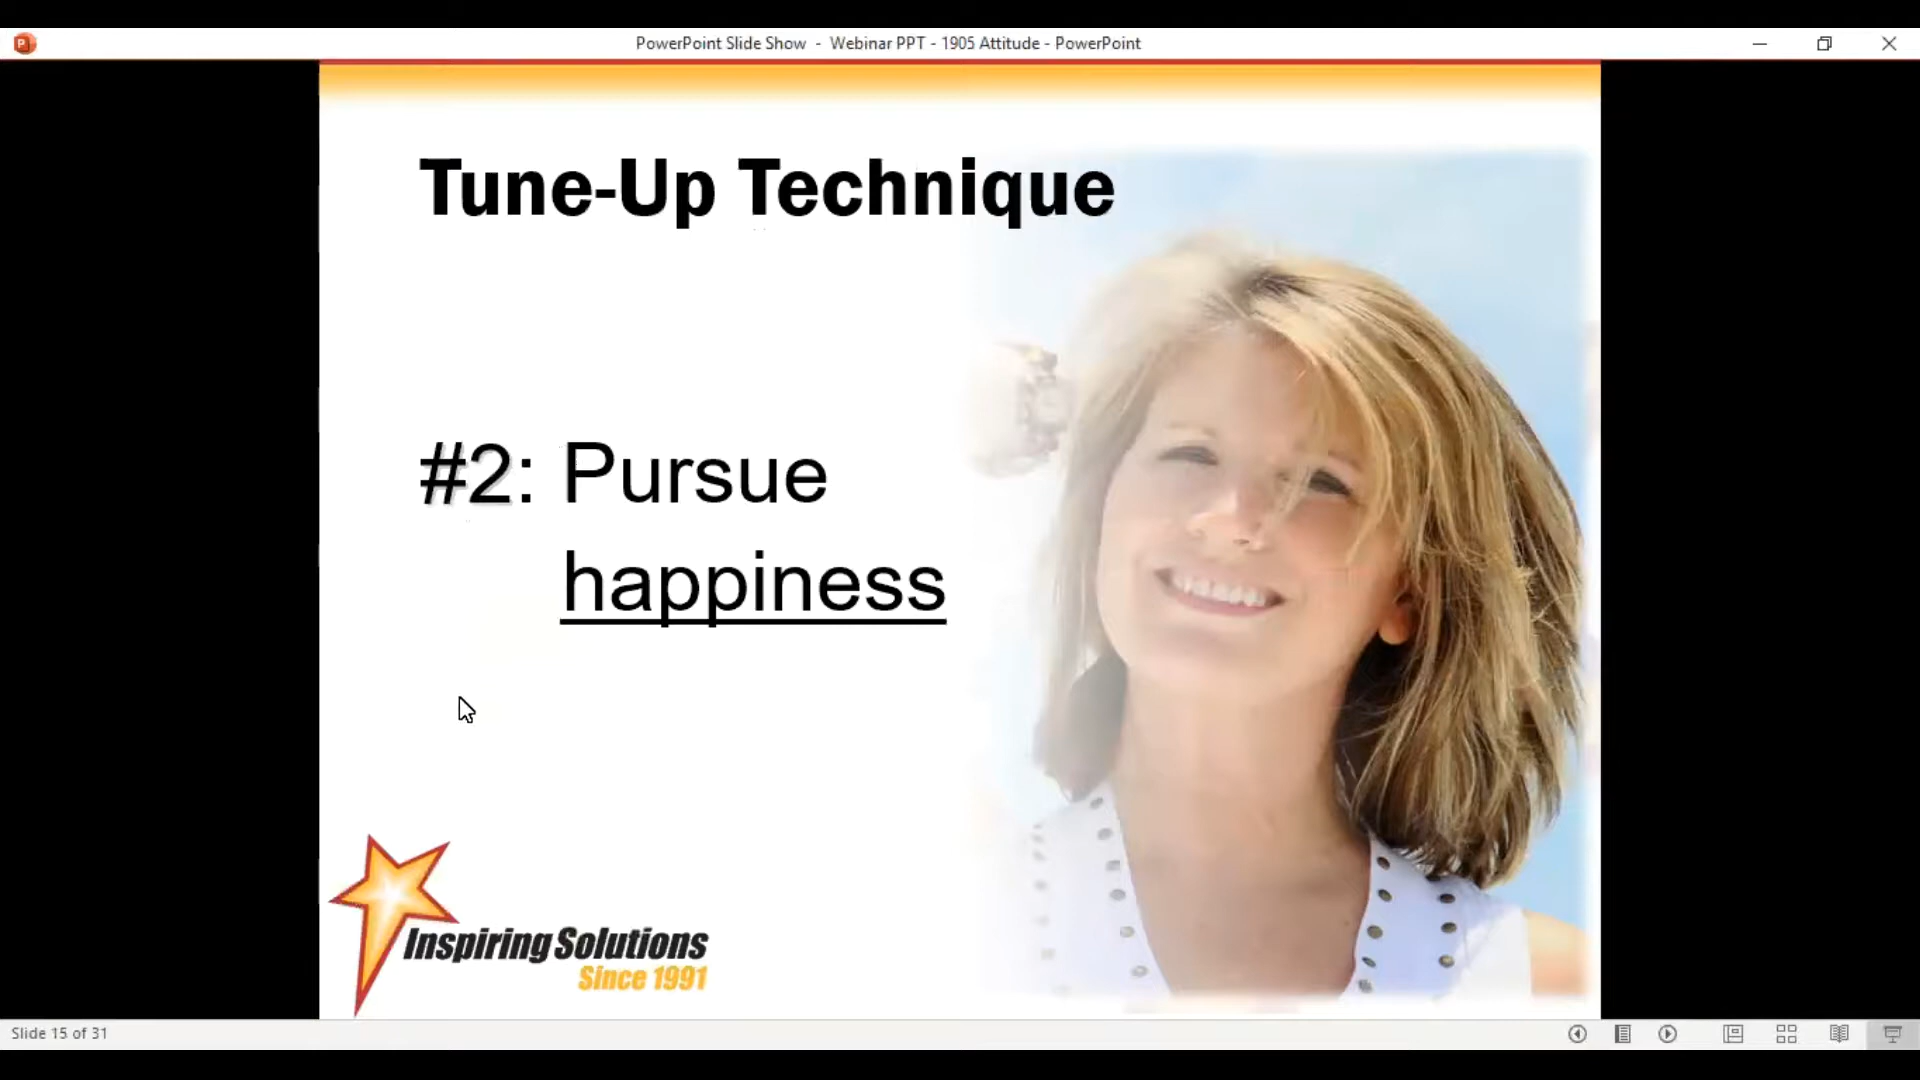 PowerPoint Slide Show - Webinar PPT - 1905 Attitude - PowerPoint
Tune-Up Technique
#2: Pursue
happiness
Inspiring Solutions
Since 1991
Slide 15 of 31